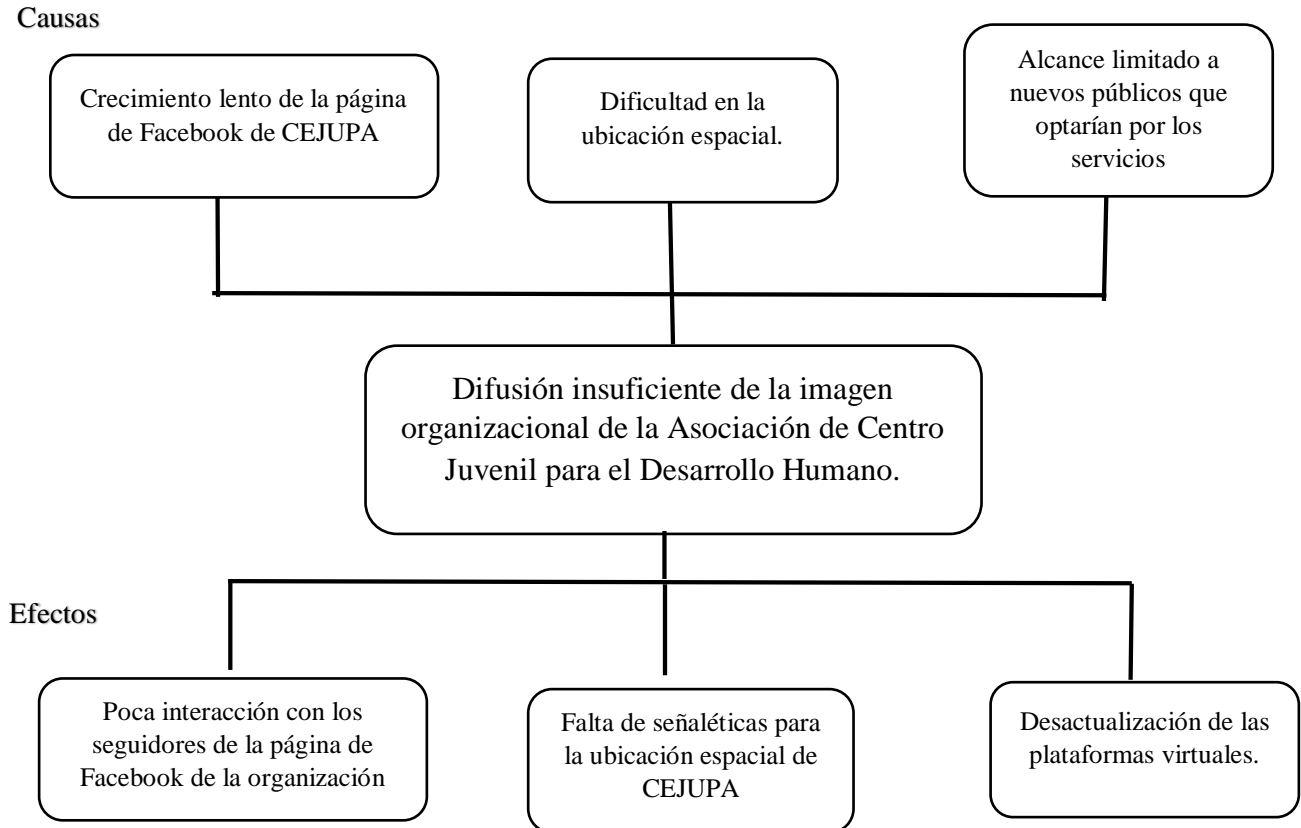 Causas
Crecimiento lento de la página
de Facebook de CEJUPA
Dificultad en la
ubicación espacial.
Alcance limitado a
nuevos públicos que
optarían por los
servicios
Difusión insuficiente de la imagen
organizacional de la Asociación de Centro
Juvenil para el Desarrollo Humano.
Efectos
Poca interacción con los
seguidores de la página de
Facebook de la organización
Falta de señaléticas para
la ubicación espacial de
CEJUPA
Desactualización de las
plataformas virtuales.